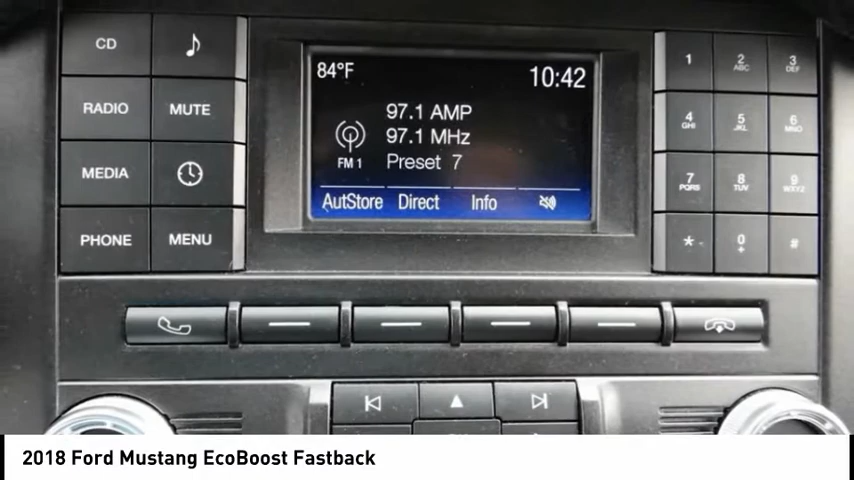 CD
RADIO MUTE
MEDIA
PHONE MENU
84°F 10:42
97.1 AMP
97.1 MHz
FM 1 Preset 7
AutStore Direct Info
1 2 ABC 3 DEF
4 GHI 5 JKL 6 MNO
7 PQRS 8 TUV 9 WXYZ
* 0 + #
2018 Ford Mustang EcoBoost Fastback